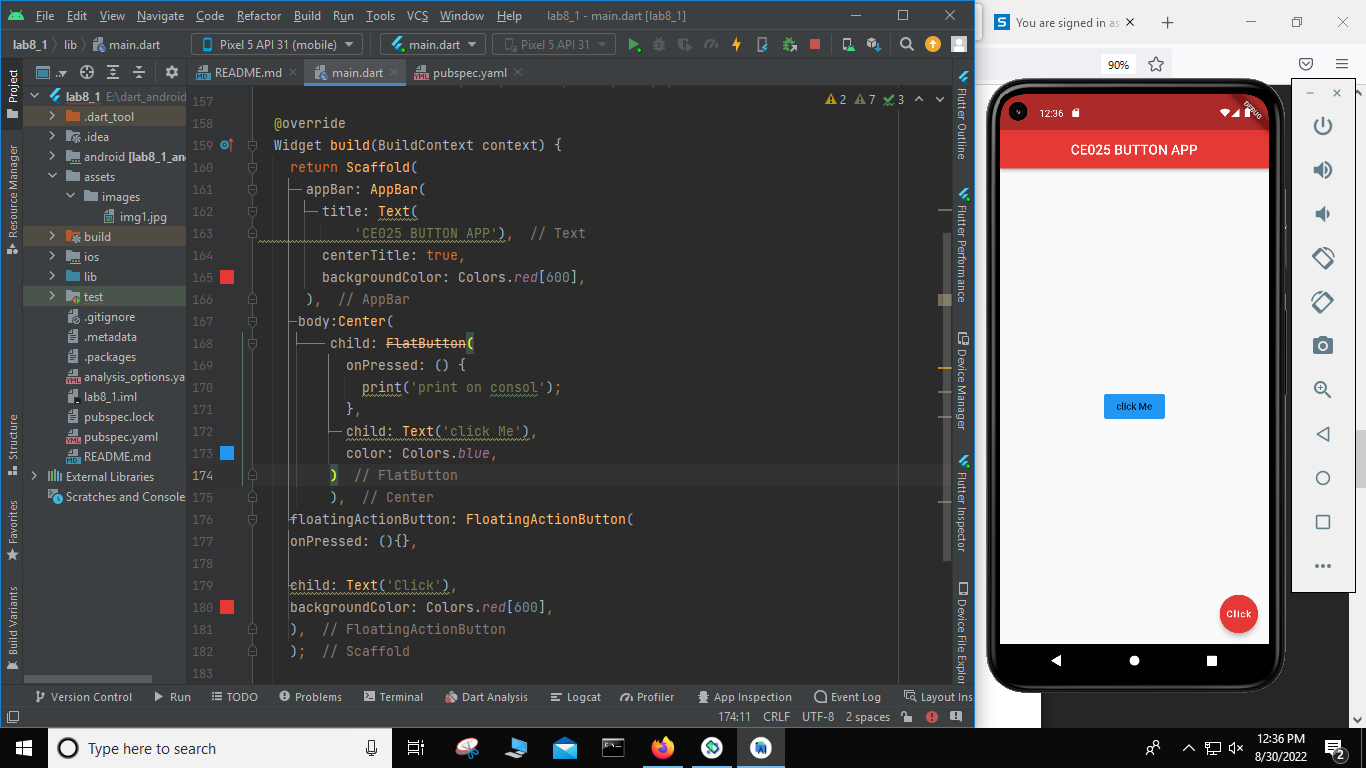 File Edit View Navigate Code Refactor Build Run Tools VCS Window Help lab8_1 - main.dart [lab8_1]
lab8_1 lib main.dart Pixel 5 API 31 (mobile) main.dart Pixel 5 API 31
Project
Resource Manager
Structure
Favorites
Build Variants
README.md main.dart pubspec.yaml
lab8_1 E:\dart_android
.dart_tool
.idea
android [lab8_1_an
assets
images
img1.jpg
build
ios
lib
test
.gitignore
.metadata
.packages
analysis_options.ya
lab8_1.iml
pubspec.lock
pubspec.yaml
README.md
External Libraries
Scratches and Console
2 7 3
157
158 @override
159 Widget build(BuildContext context) {
160 return Scaffold(
161 appBar: AppBar(
162 title: Text(
163 'CE025 BUTTON APP'), // Text
164 centerTitle: true,
165 backgroundColor: Colors.red[600],
166 ), // AppBar
167 body:Center(
168 child: FlatButton(
169 onPressed: () {
170 print('print on consol');
171 },
172 child: Text('click Me'),
173 color: Colors.blue,
174 ) // FlatButton
175 ), // Center
176 floatingActionButton: FloatingActionButton(
177 onPressed: (){},
178
179 child: Text('Click'),
180 backgroundColor: Colors.red[600],
181 ), // FloatingActionButton
182 ); // Scaffold
183
Flutter Outline
Flutter Performance
Device Manager
Flutter Inspector
Device File Explor
Version Control Run TODO Problems Terminal Dart Analysis Logcat Profiler App Inspection Event Log Layout Ins
174:11 CRLF UTF-8 2 spaces
You are signed in as
90%
12:36
DEBUG
CE025 BUTTON APP
click Me
Click
Type here to search
12:36 PM
8/30/2022
2